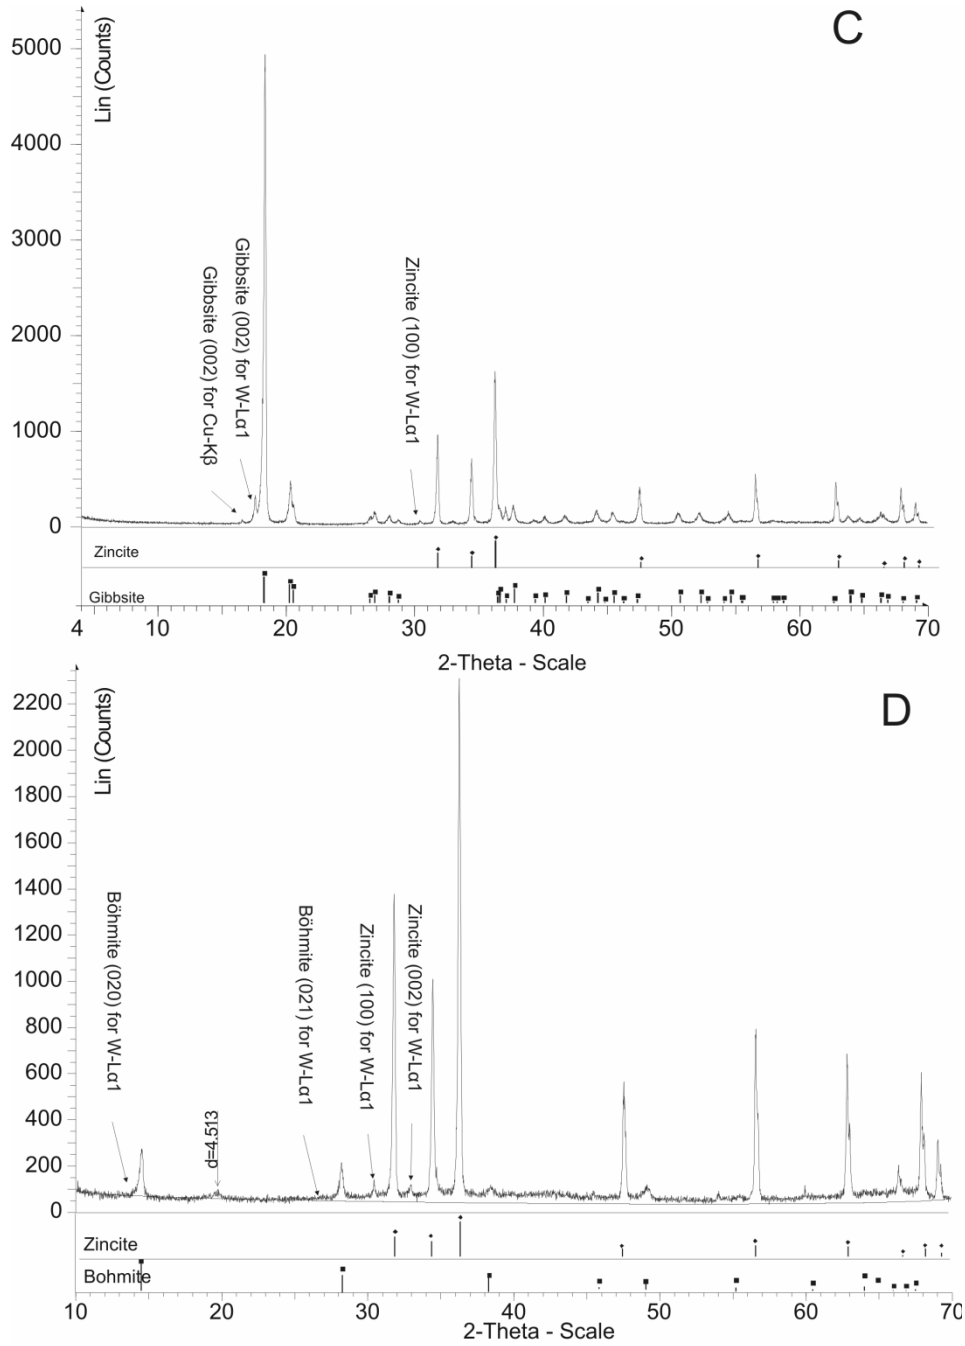 C
Lin (Counts)
5000
4000
3000
2000
1000
0
Gibbsite (002) for Cu-Kβ
Gibbsite (002) for W-Lα1
Zincite (100) for W-Lα1
Zincite
Gibbsite
4 10 20 30 40 50 60 70
2-Theta - Scale
D
Lin (Counts)
2200
2000
1800
1600
1400
1200
1000
800
600
400
200
0
Böhmite (020) for W-Lα1
d=4.513
Böhmite (021) for W-Lα1
Zincite (100) for W-Lα1
Zincite (002) for W-Lα1
Zincite
Bohmite
10 20 30 40 50 60 70
2-Theta - Scale